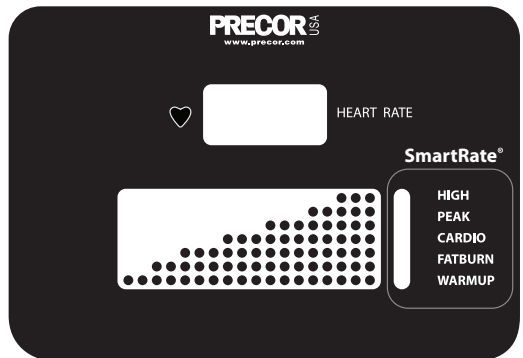 PRECOR USA
www.precor.com
HEART RATE
SmartRate®
HIGH
PEAK
CARDIO
FATBURN
WARMUP